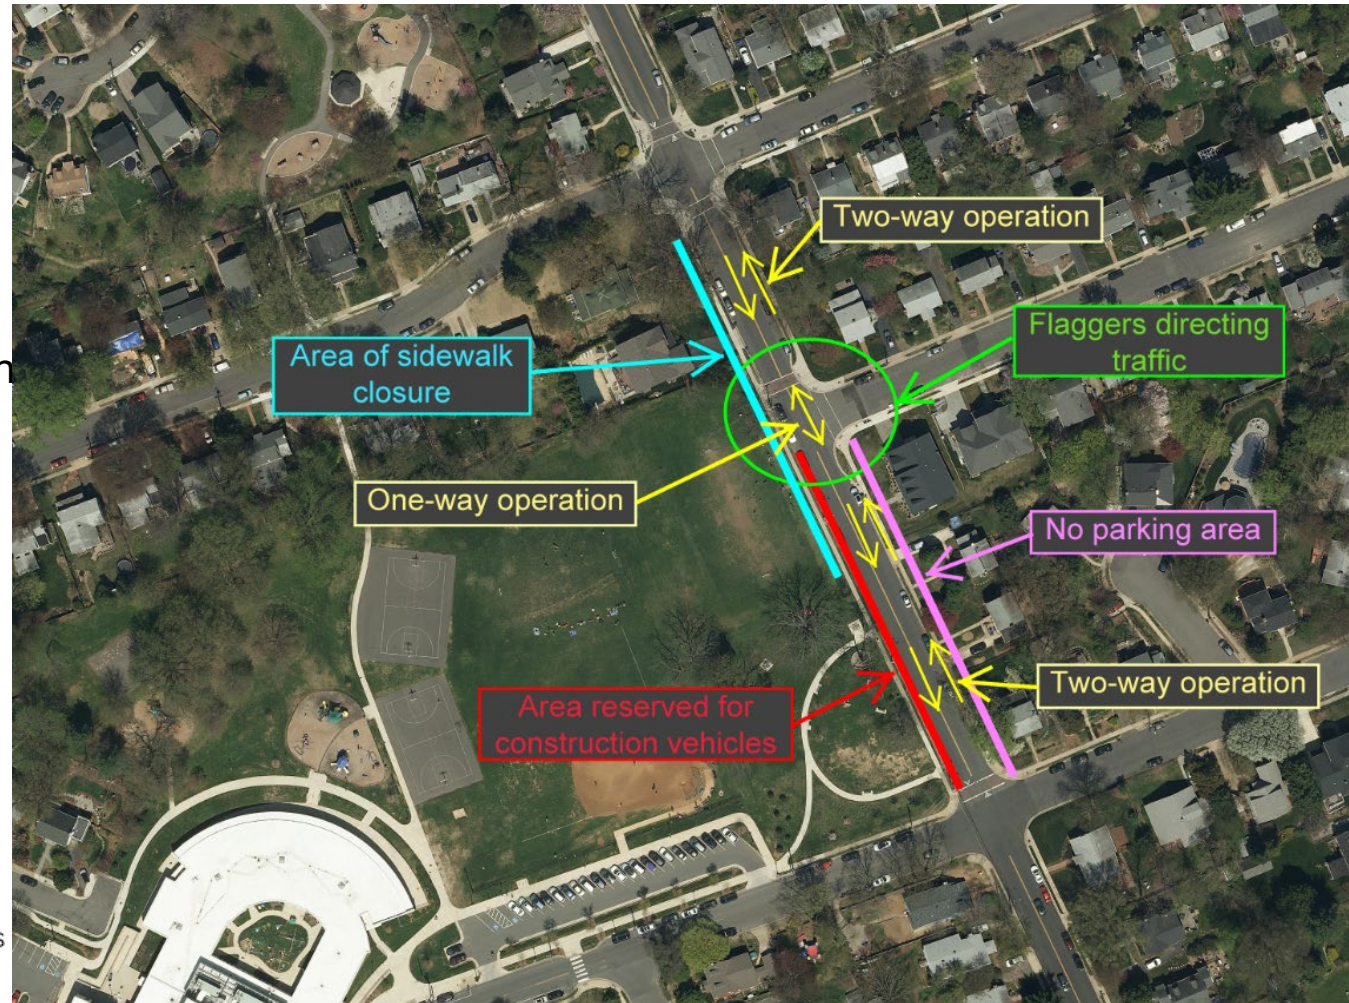 Two-way operation
Flaggers directing
traffic
Area of sidewalk
closure
One-way operation
No parking area
Two-way operation
Area reserved for
construction vehicles